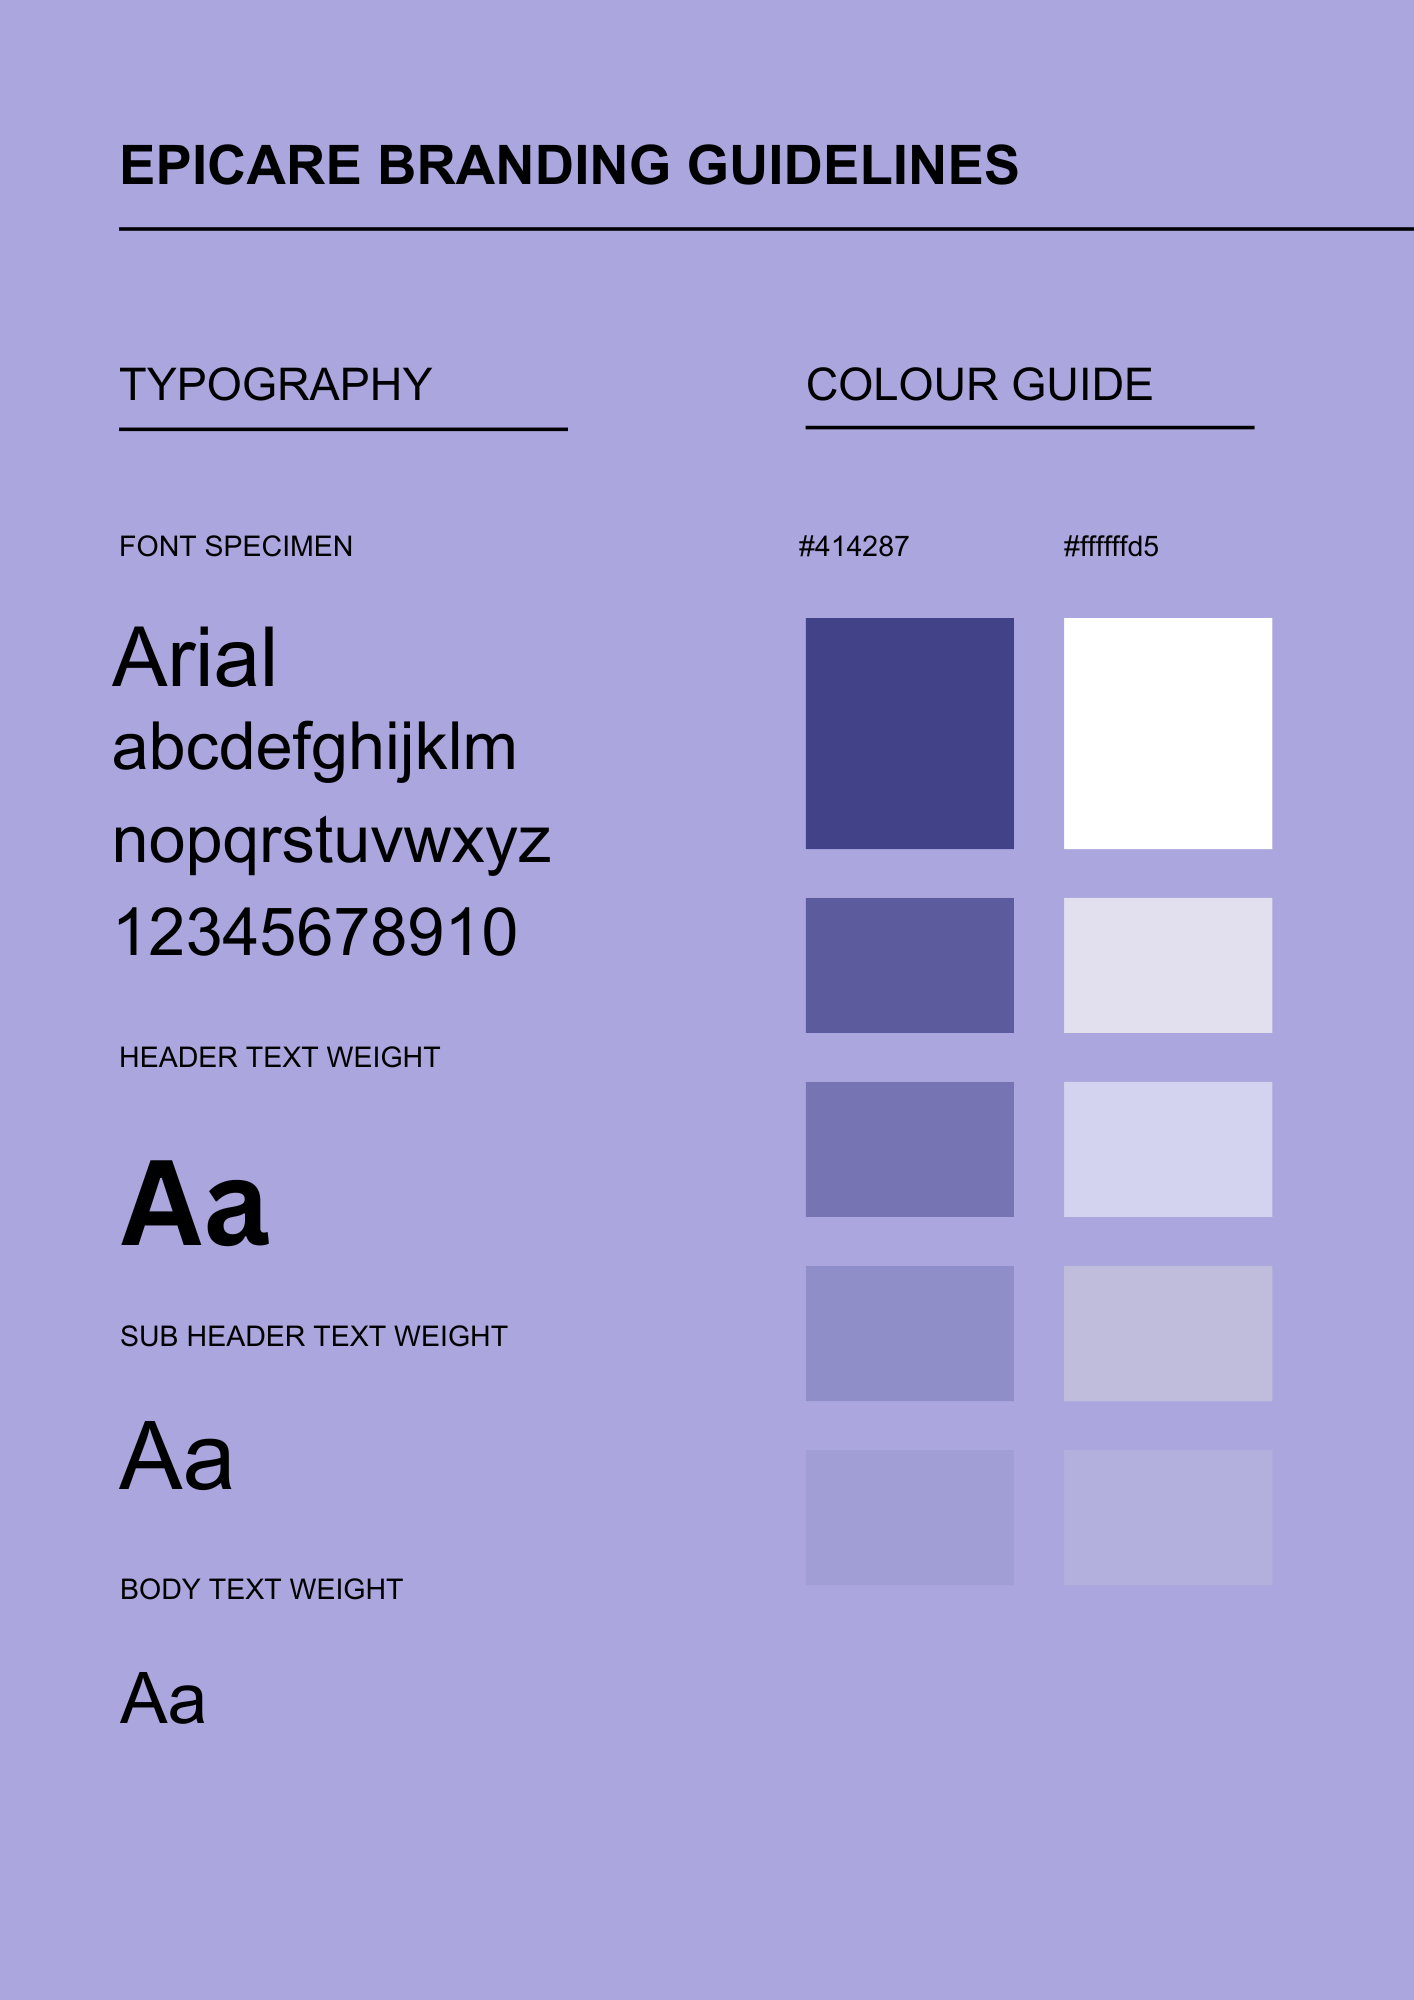 EPICARE BRANDING GUIDELINES
TYPOGRAPHY
FONT SPECIMEN
Arial
abcdefghijklm
nopqrstuvwxyz
12345678910
HEADER TEXT WEIGHT
Aa
SUB HEADER TEXT WEIGHT
Aa
BODY TEXT WEIGHT
Aa
COLOUR GUIDE
#414287
#ffffffd5